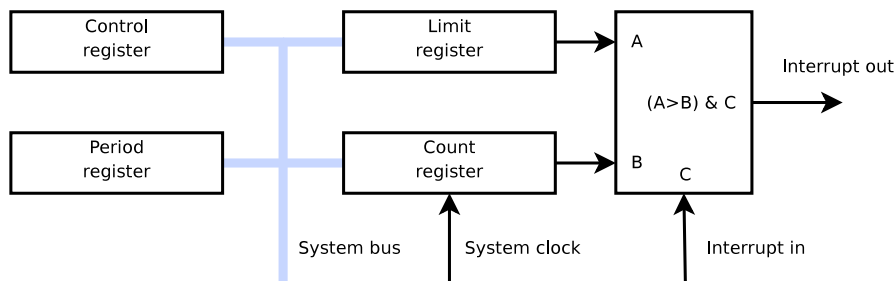 Control
register
Limit
register
A
Interrupt out
(A>B) & C
Period
register
Count
register
B
C
System bus
System clock
Interrupt in